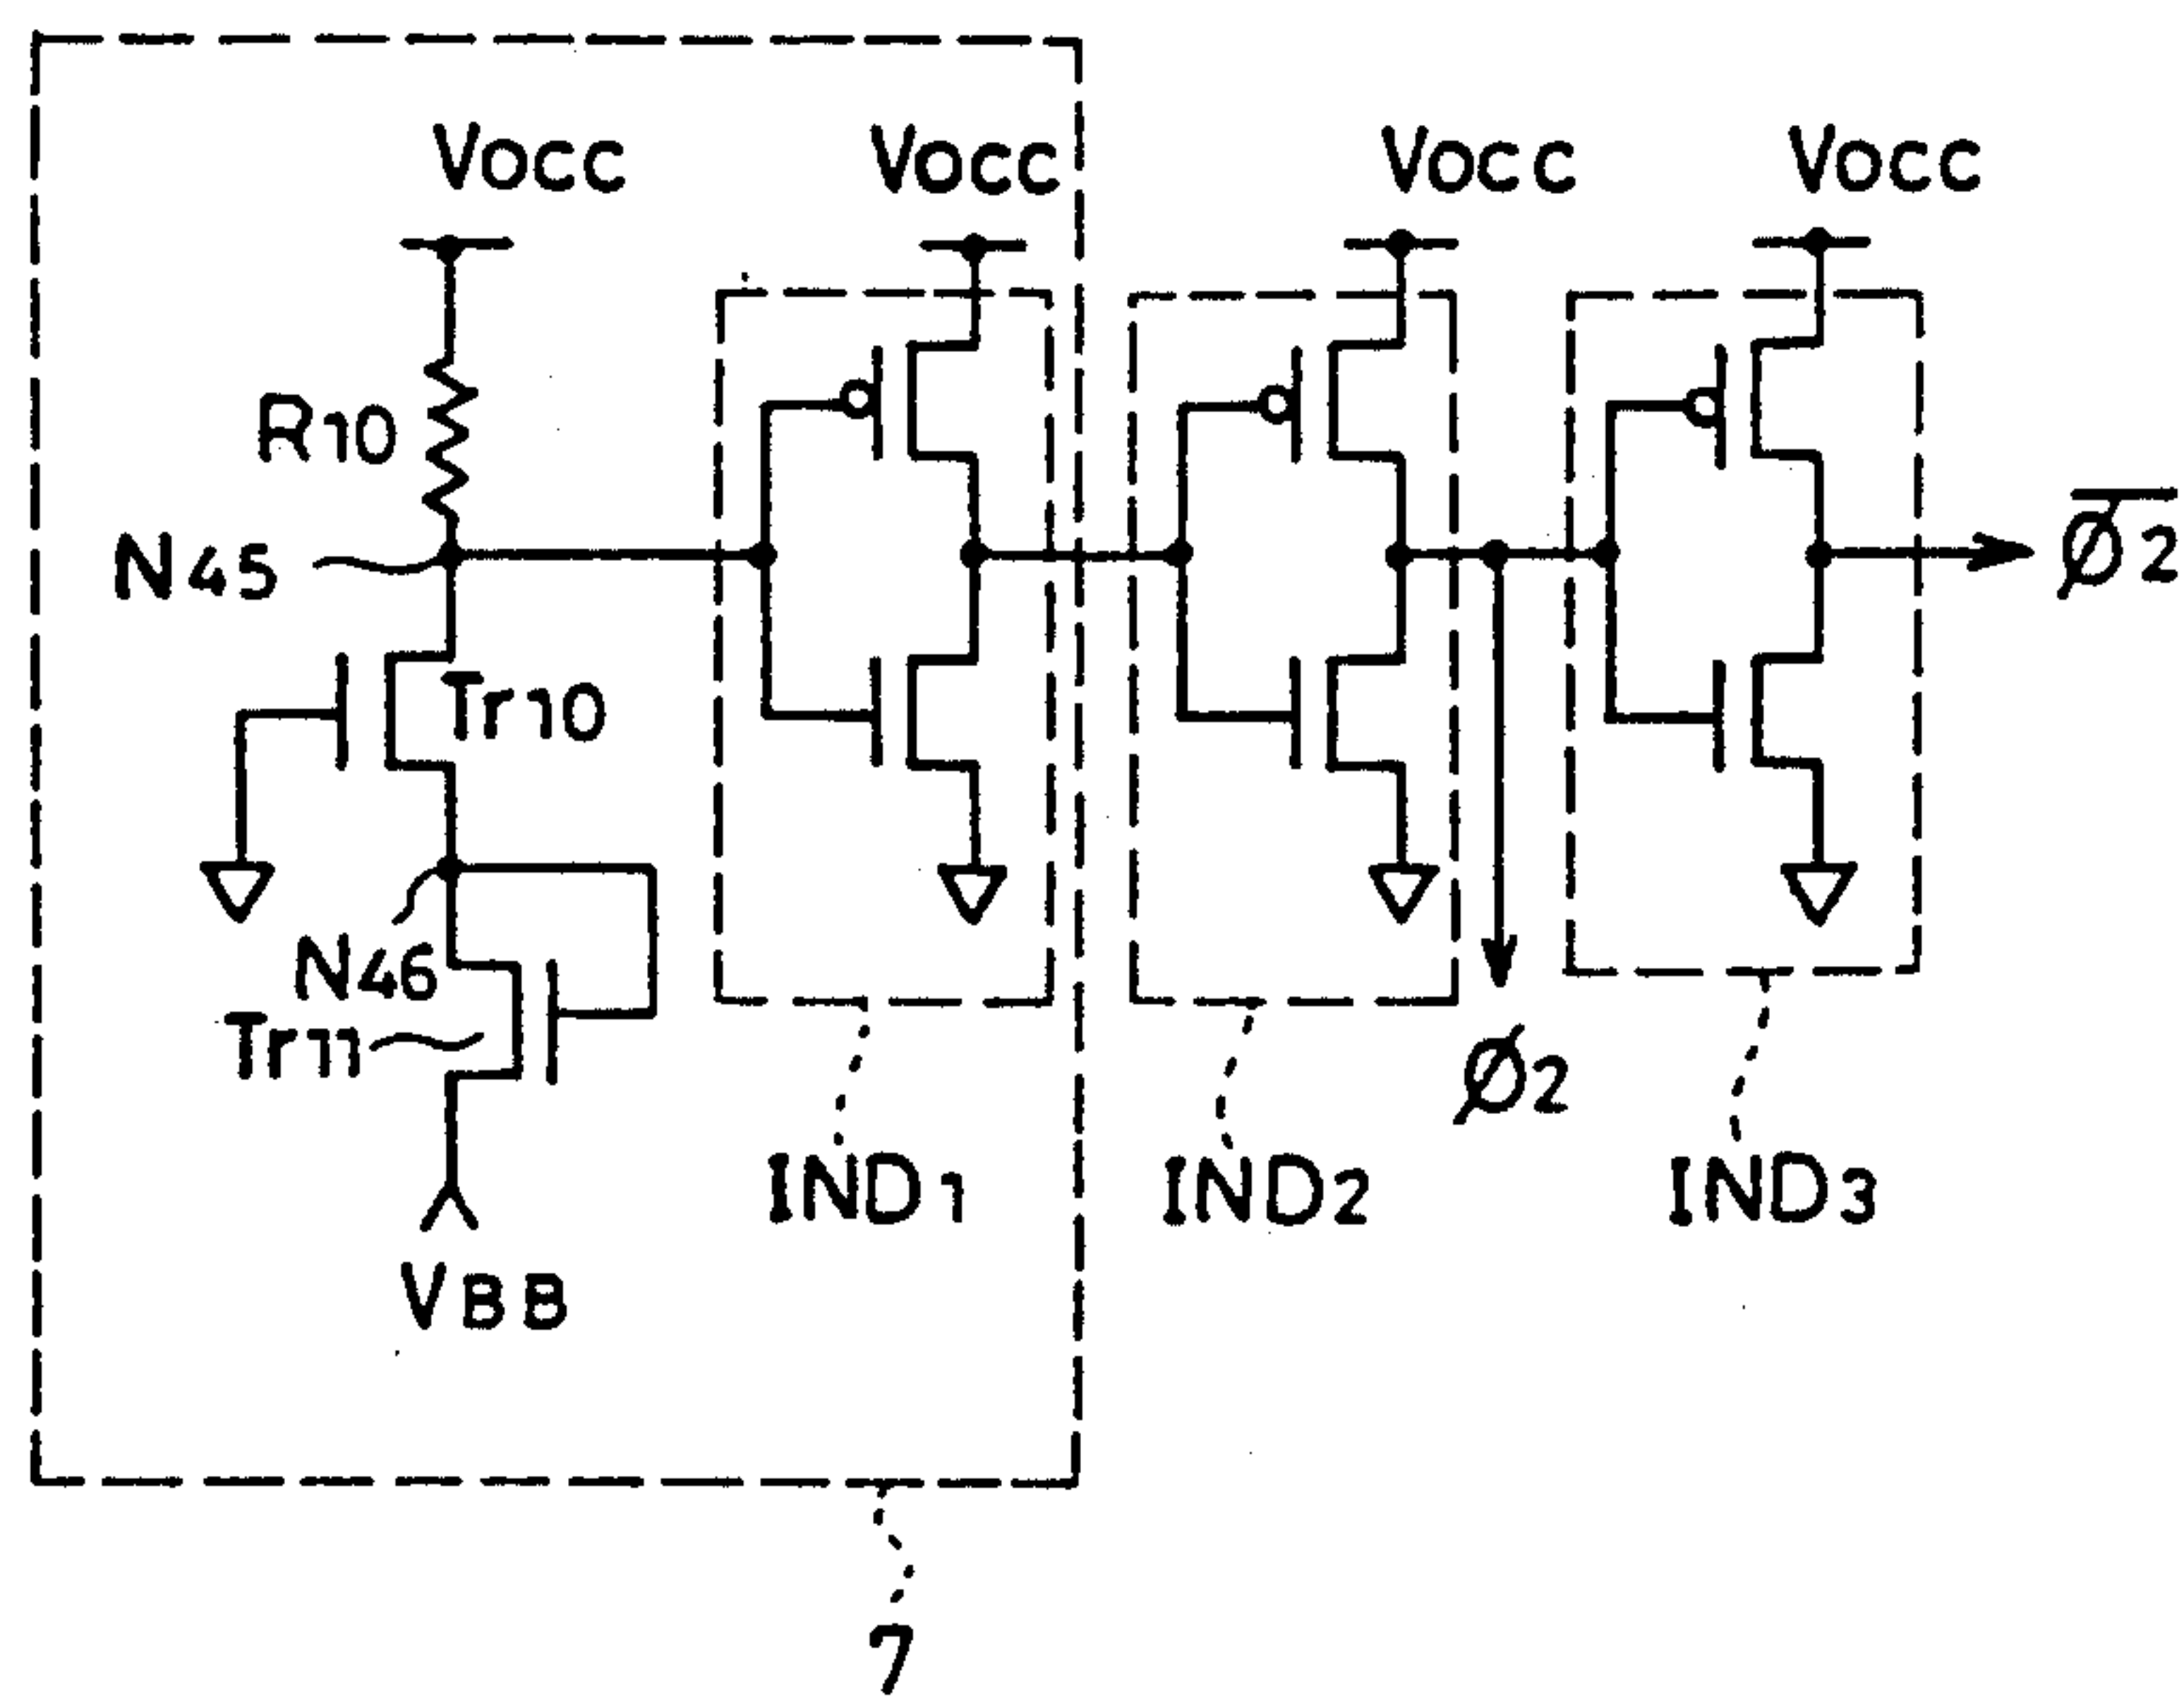 VOCC VOCC VOCC VOCC
R10
N45
Tr10
N46
Tr11
VBB
IND1 IND2 IND3
Ø2
Ø2̅
7